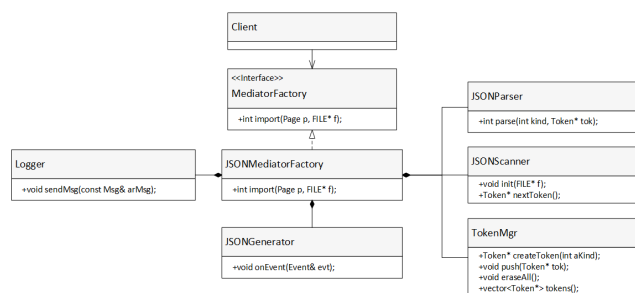 Client
<<Interface>>
MediatorFactory
+int import(Page p, FILE* f);
JSONParser
+int parse(int kind, Token* tok);
Logger
+void sendMsg(const Msg& arMsg);
JSONMediatorFactory
+int import(Page p, FILE* f);
JSONScanner
+void init(FILE* f);
+Token* nextToken();
JSONGenerator
+void onEvent(Event& evt);
TokenMgr
+Token* createToken(int aKind);
+void push(Token* tok);
+void eraseAll();
+vector<Token*> tokens();